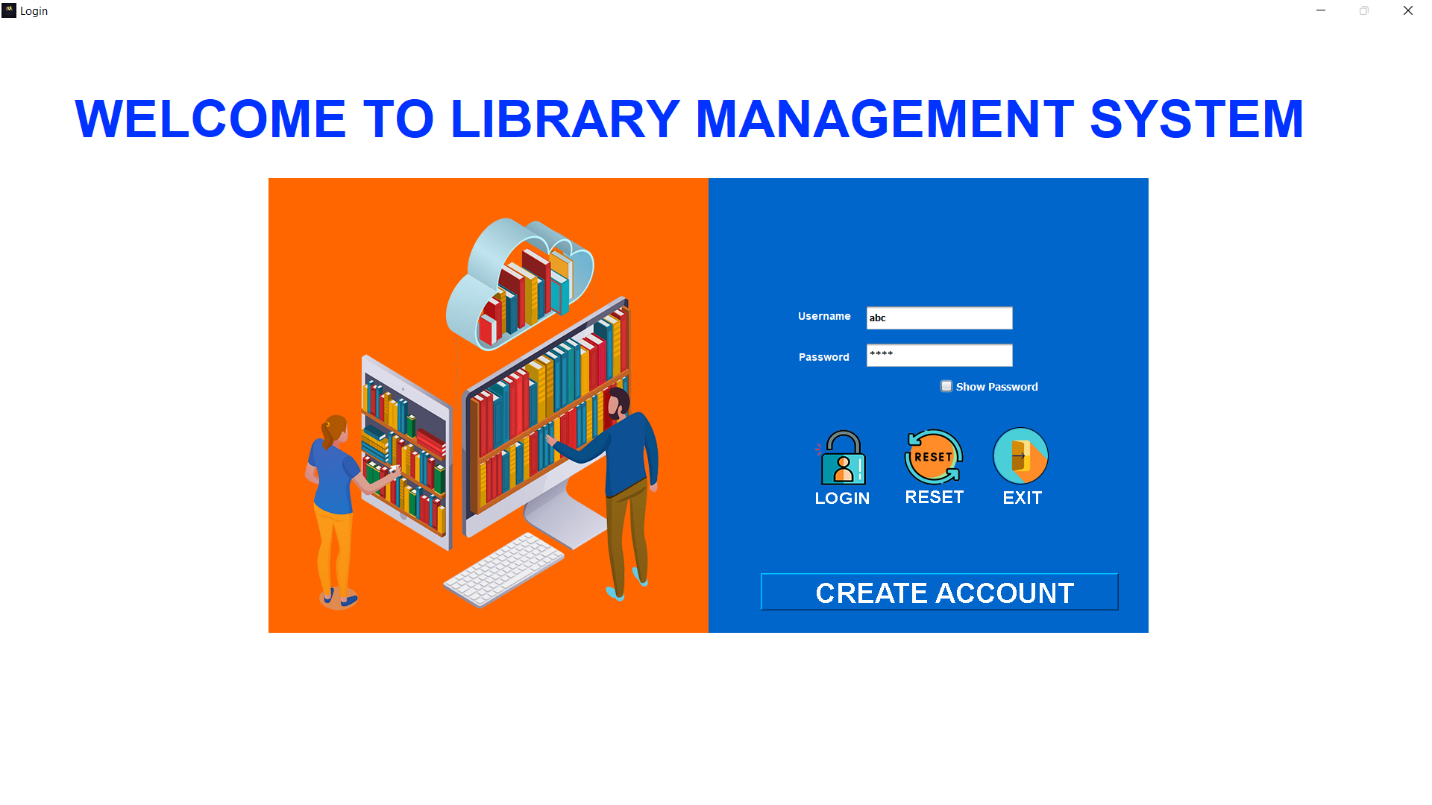 Login
WELCOME TO LIBRARY MANAGEMENT SYSTEM
Username abc
Password ****
Show Password
RESET
LOGIN RESET EXIT
CREATE ACCOUNT